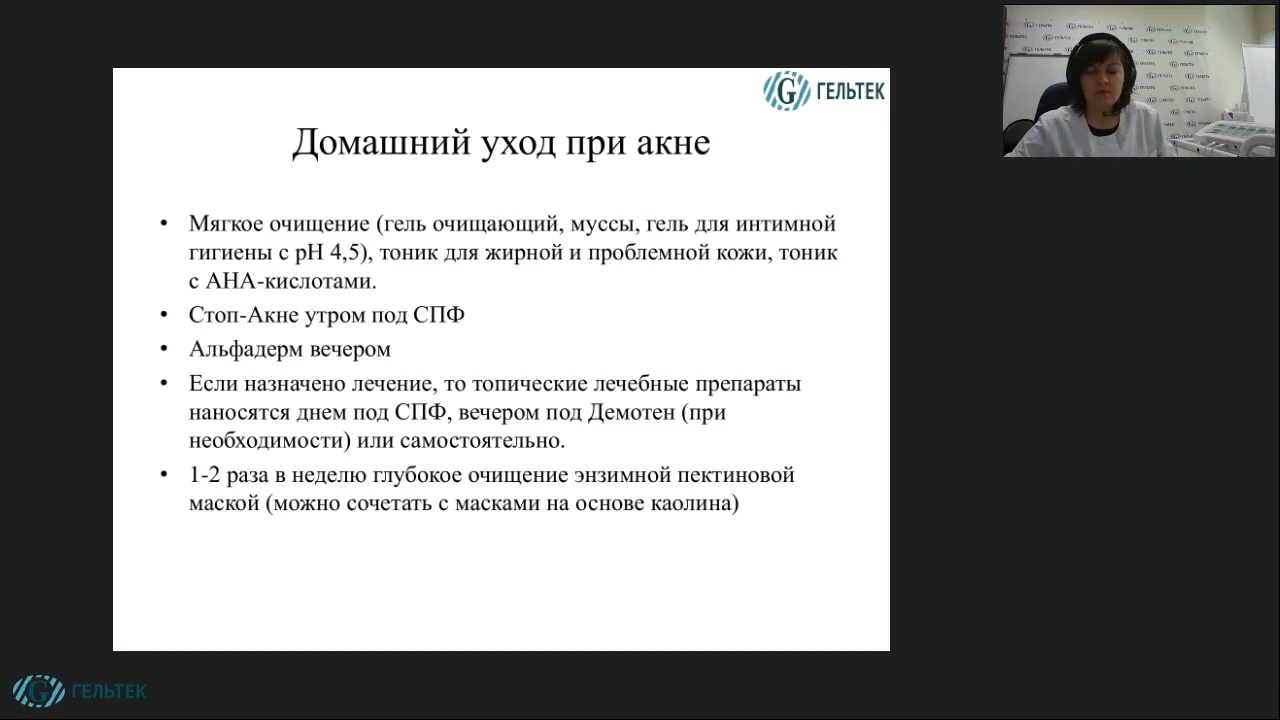 ГЕЛЬТЕК
Домашний уход при акне
• Мягкое очищение (гель очищающий, муссы, гель для интимной
гигиены с pH 4,5), тоник для жирной и проблемной кожи, тоник
с АНА-кислотами.
• Стоп-Акне утром под СПФ
• Альфадерм вечером
• Если назначено лечение, то топические лечебные препараты
наносятся днем под СПФ, вечером под Демотен (при
необходимости) или самостоятельно.
• 1-2 раза в неделю глубокое очищение энзимной пектиновой
маской (можно сочетать с масками на основе каолина)
ГЕЛЬТЕК